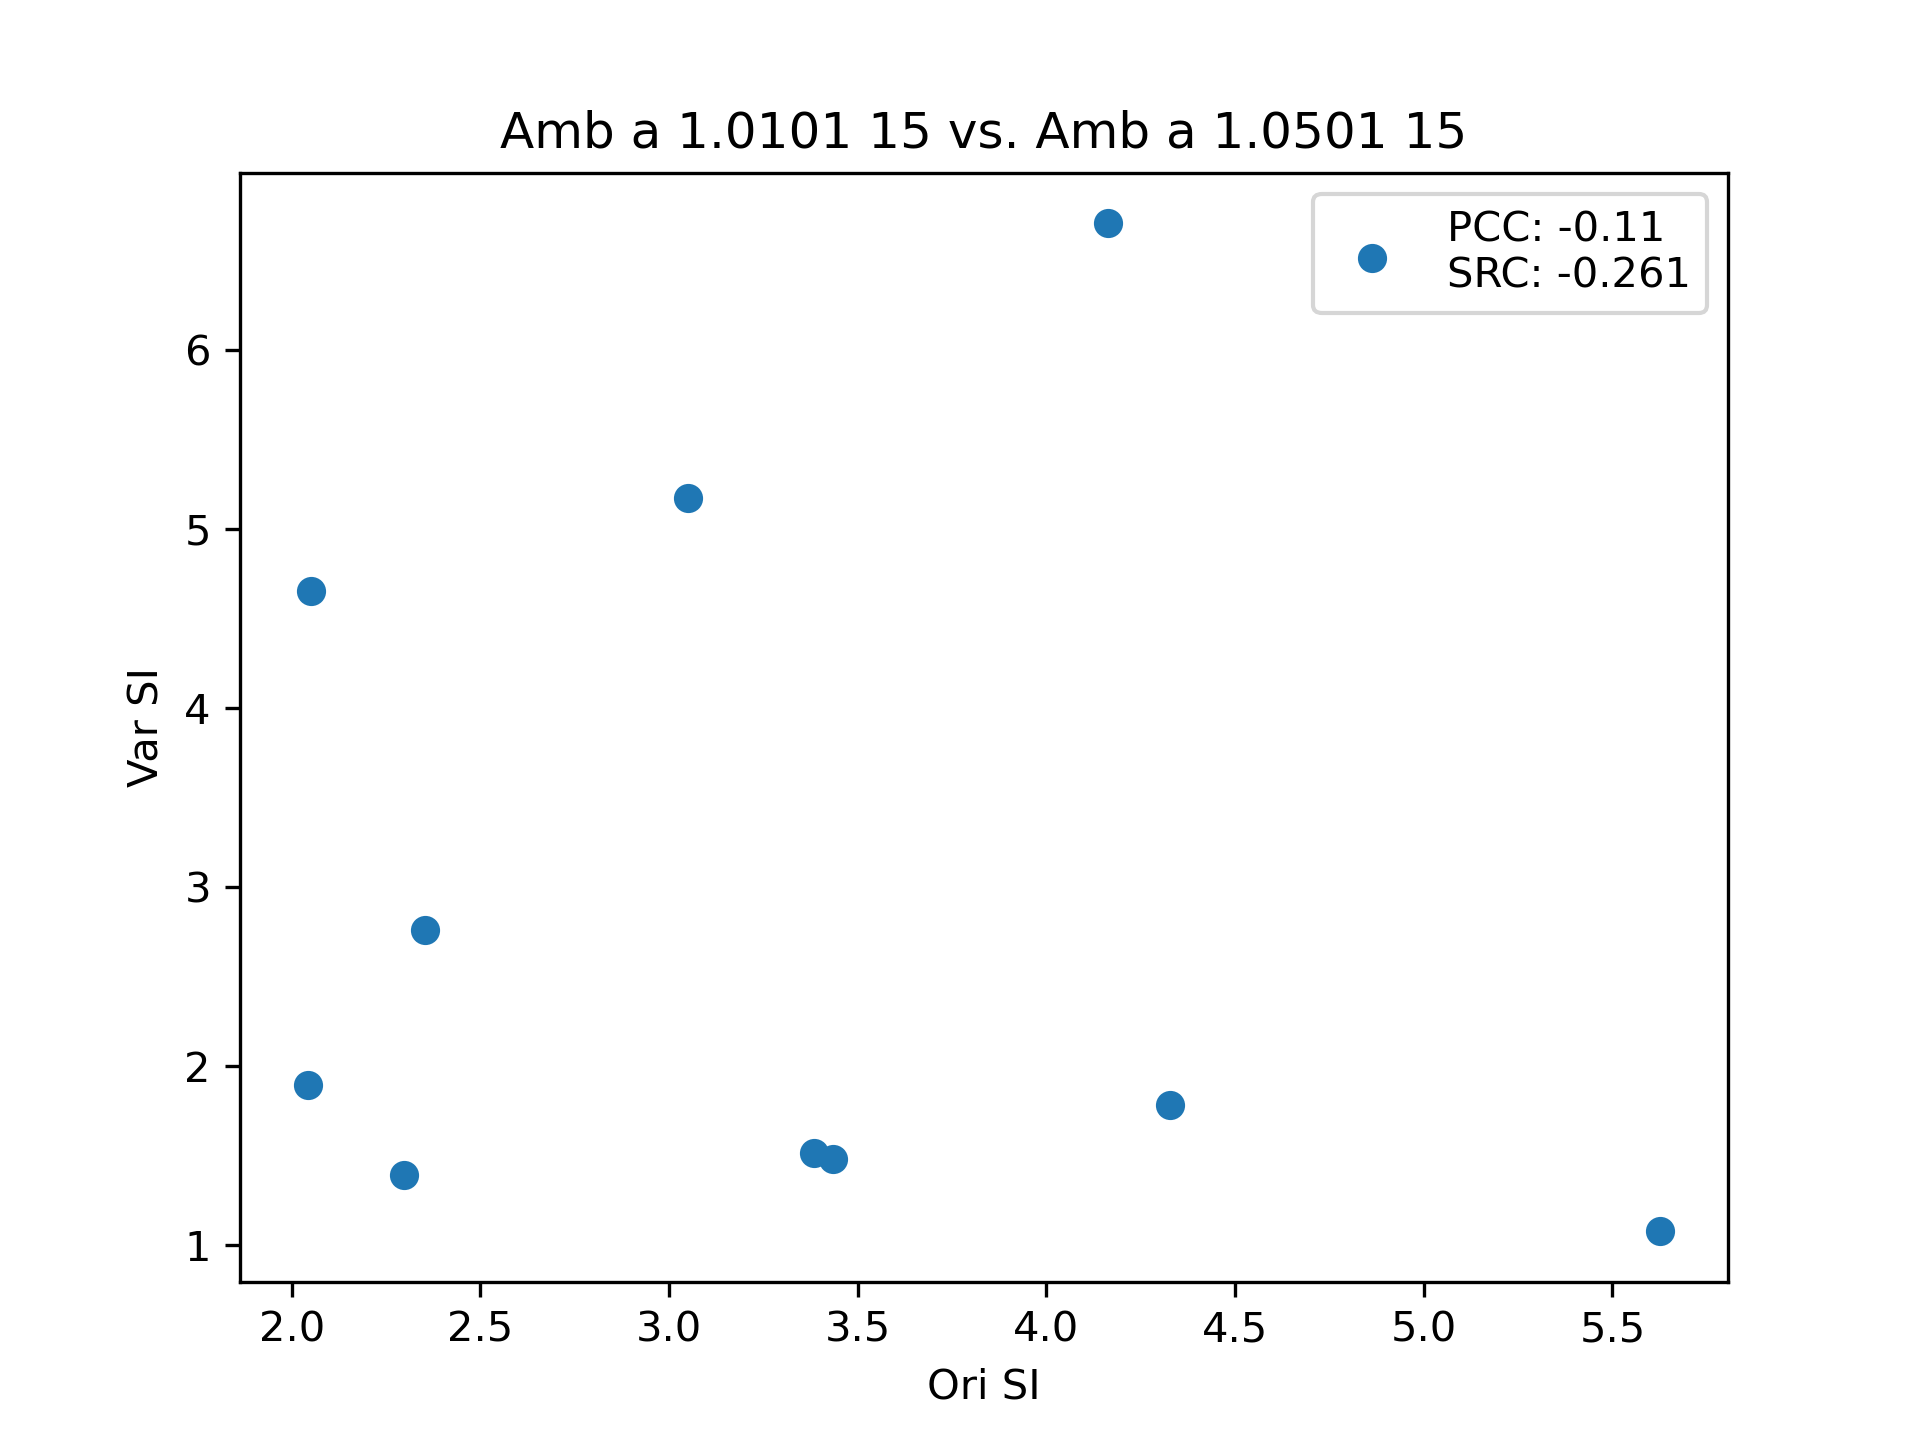 Amb a 1.0101 15 vs. Amb a 1.0501 15
PCC: -0.11
SRC: -0.261
6
5
4
3
2
1
Var SI
2.0 2.5 3.0 3.5 4.0 4.5 5.0 5.5
Ori SI